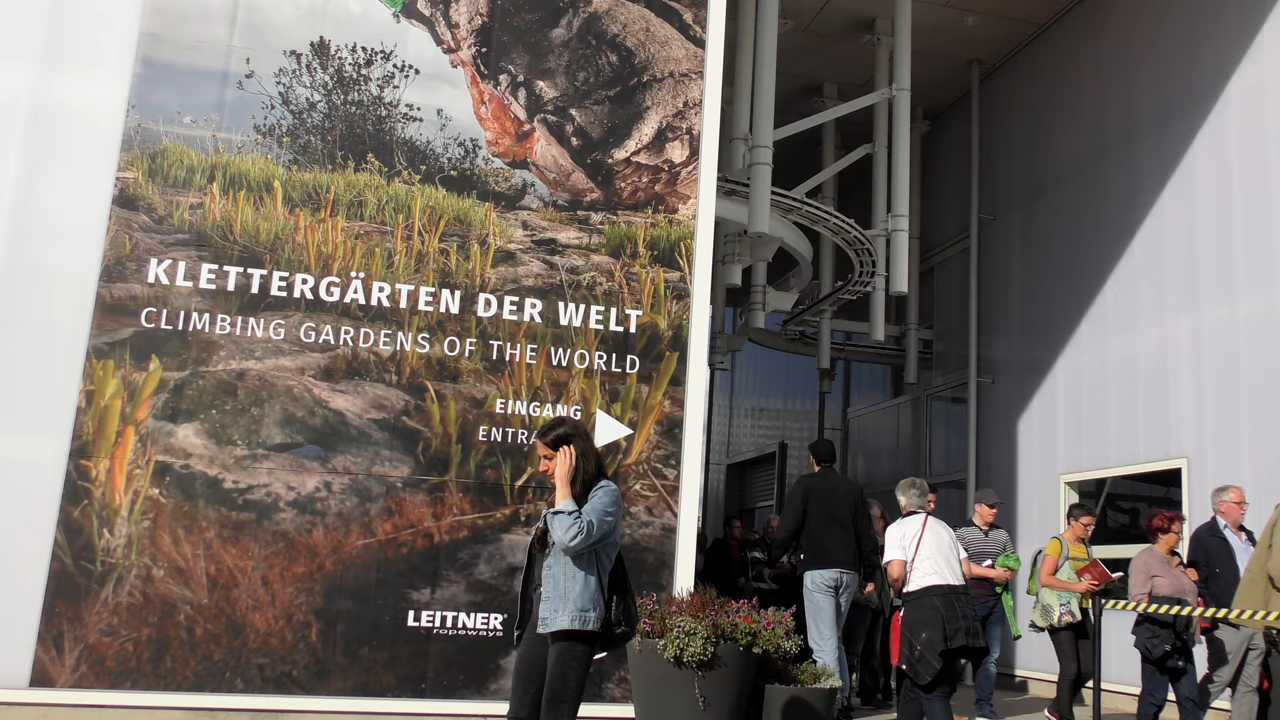 KLETTERGÄRTEN DER WELT
CLIMBING GARDENS OF THE WORLD
EINGANG
LEITNER®
ropeways